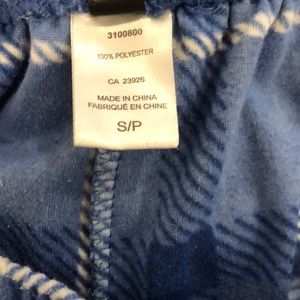 3100800
100% POLYESTER
CA 23926
MADE IN CHINA
FABRIQUÉ EN CHINE
S/P